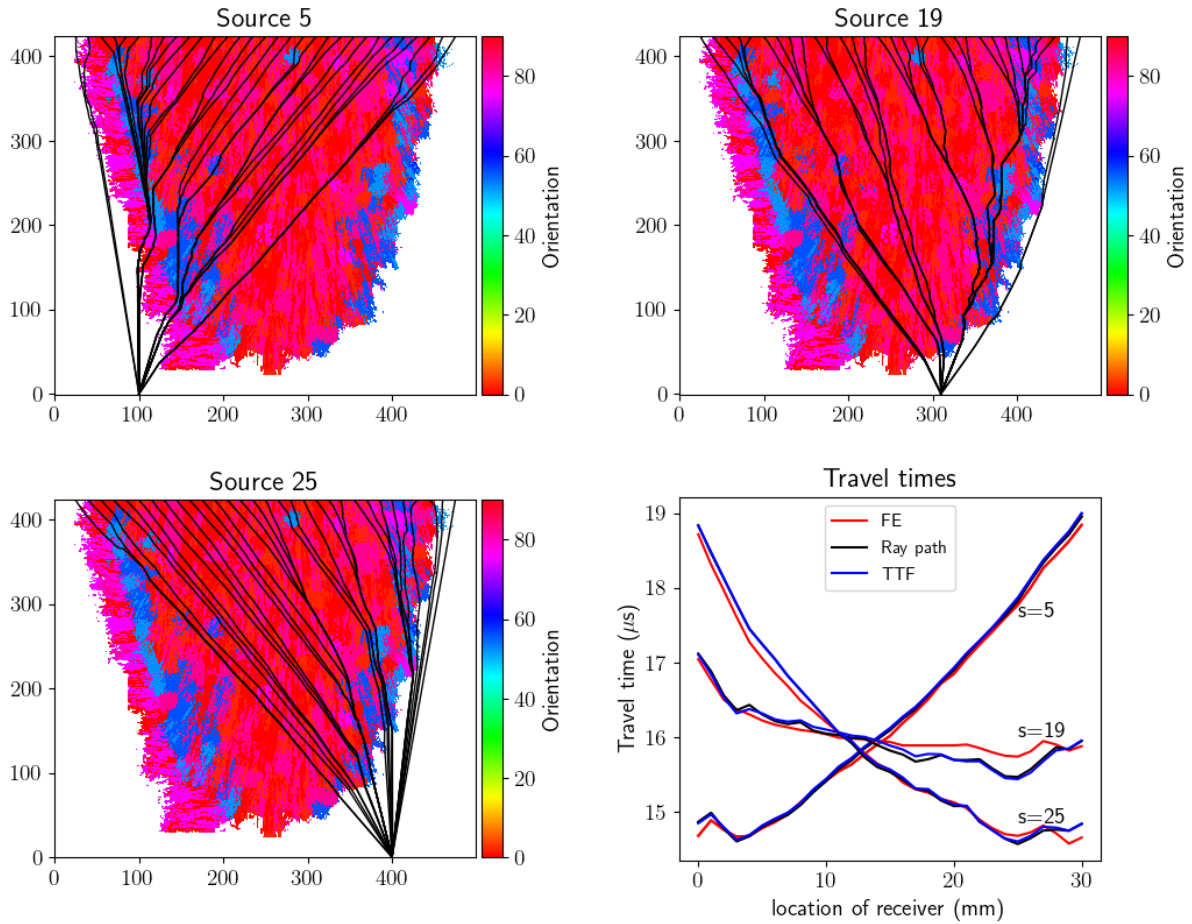 Source 5
400
300
200
100
0
0 100 200 300 400
80
60
40
20
0
Orientation
Source 19
400
300
200
100
0
0 100 200 300 400
80
60
40
20
0
Orientation
Source 25
400
300
200
100
0
0 100 200 300 400
80
60
40
20
0
Orientation
Travel times
19
18
17
16
15
Travel time (μs)
FE
Ray path
TTF
s=5
s=19
s=25
0 10 20 30
location of receiver (mm)